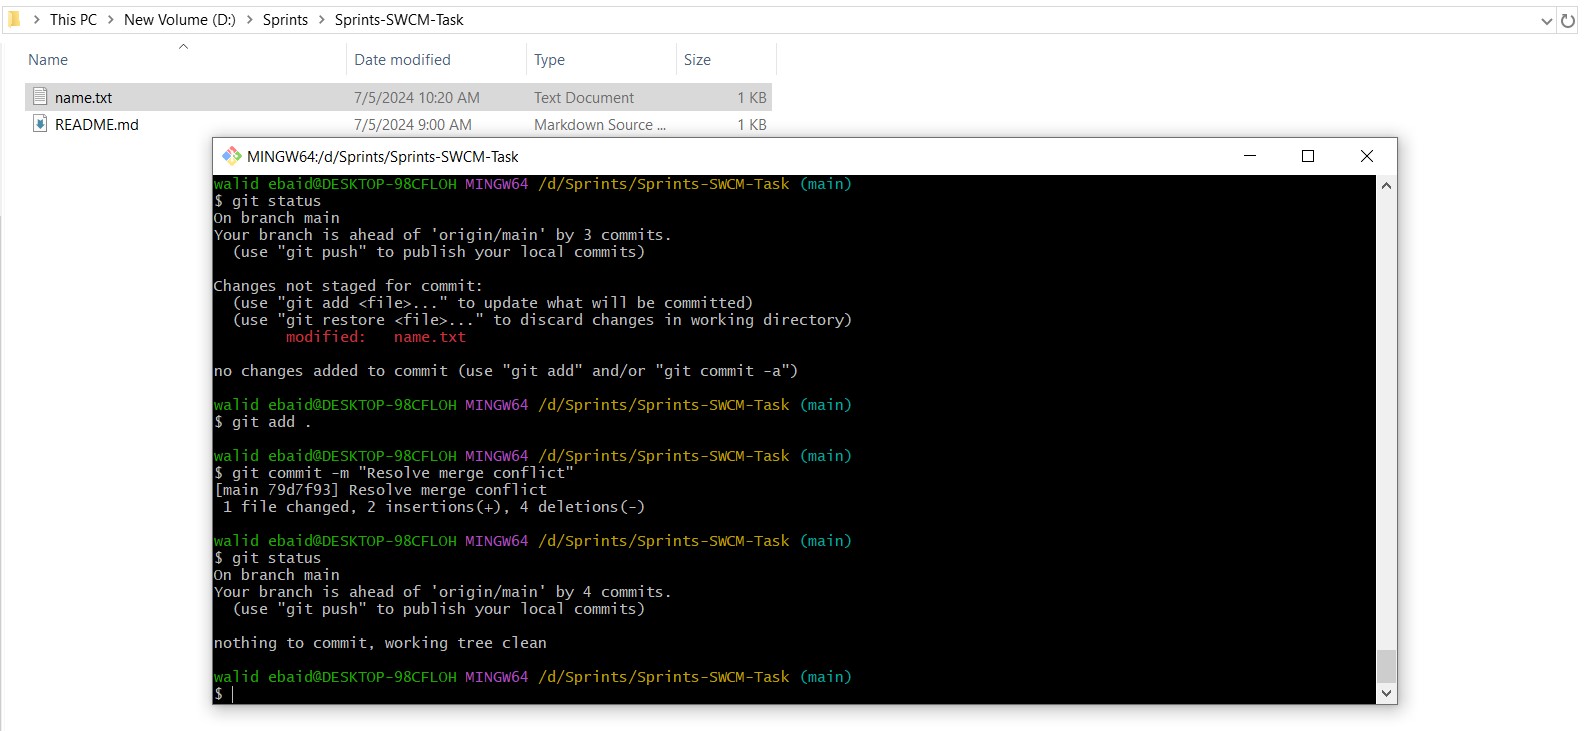 This PC > New Volume (D:) > Sprints > Sprints-SWCM-Task
Name Date modified Type Size
name.txt 7/5/2024 10:20 AM Text Document 1 KB
README.md 7/5/2024 9:00 AM Markdown Source ... 1 KB
MINGW64:/d/Sprints/Sprints-SWCM-Task
walid ebaid@DESKTOP-98CFLOH MINGW64 /d/Sprints/Sprints-SWCM-Task (main)
$ git status
On branch main
Your branch is ahead of 'origin/main' by 3 commits.
  (use "git push" to publish your local commits)
Changes not staged for commit:
  (use "git add <file>..." to update what will be committed)
  (use "git restore <file>..." to discard changes in working directory)
        modified:   name.txt
no changes added to commit (use "git add" and/or "git commit -a")
walid ebaid@DESKTOP-98CFLOH MINGW64 /d/Sprints/Sprints-SWCM-Task (main)
$ git add .
walid ebaid@DESKTOP-98CFLOH MINGW64 /d/Sprints/Sprints-SWCM-Task (main)
$ git commit -m "Resolve merge conflict"
[main 79d7f93] Resolve merge conflict
 1 file changed, 2 insertions(+), 4 deletions(-)
walid ebaid@DESKTOP-98CFLOH MINGW64 /d/Sprints/Sprints-SWCM-Task (main)
$ git status
On branch main
Your branch is ahead of 'origin/main' by 4 commits.
  (use "git push" to publish your local commits)
nothing to commit, working tree clean
walid ebaid@DESKTOP-98CFLOH MINGW64 /d/Sprints/Sprints-SWCM-Task (main)
$